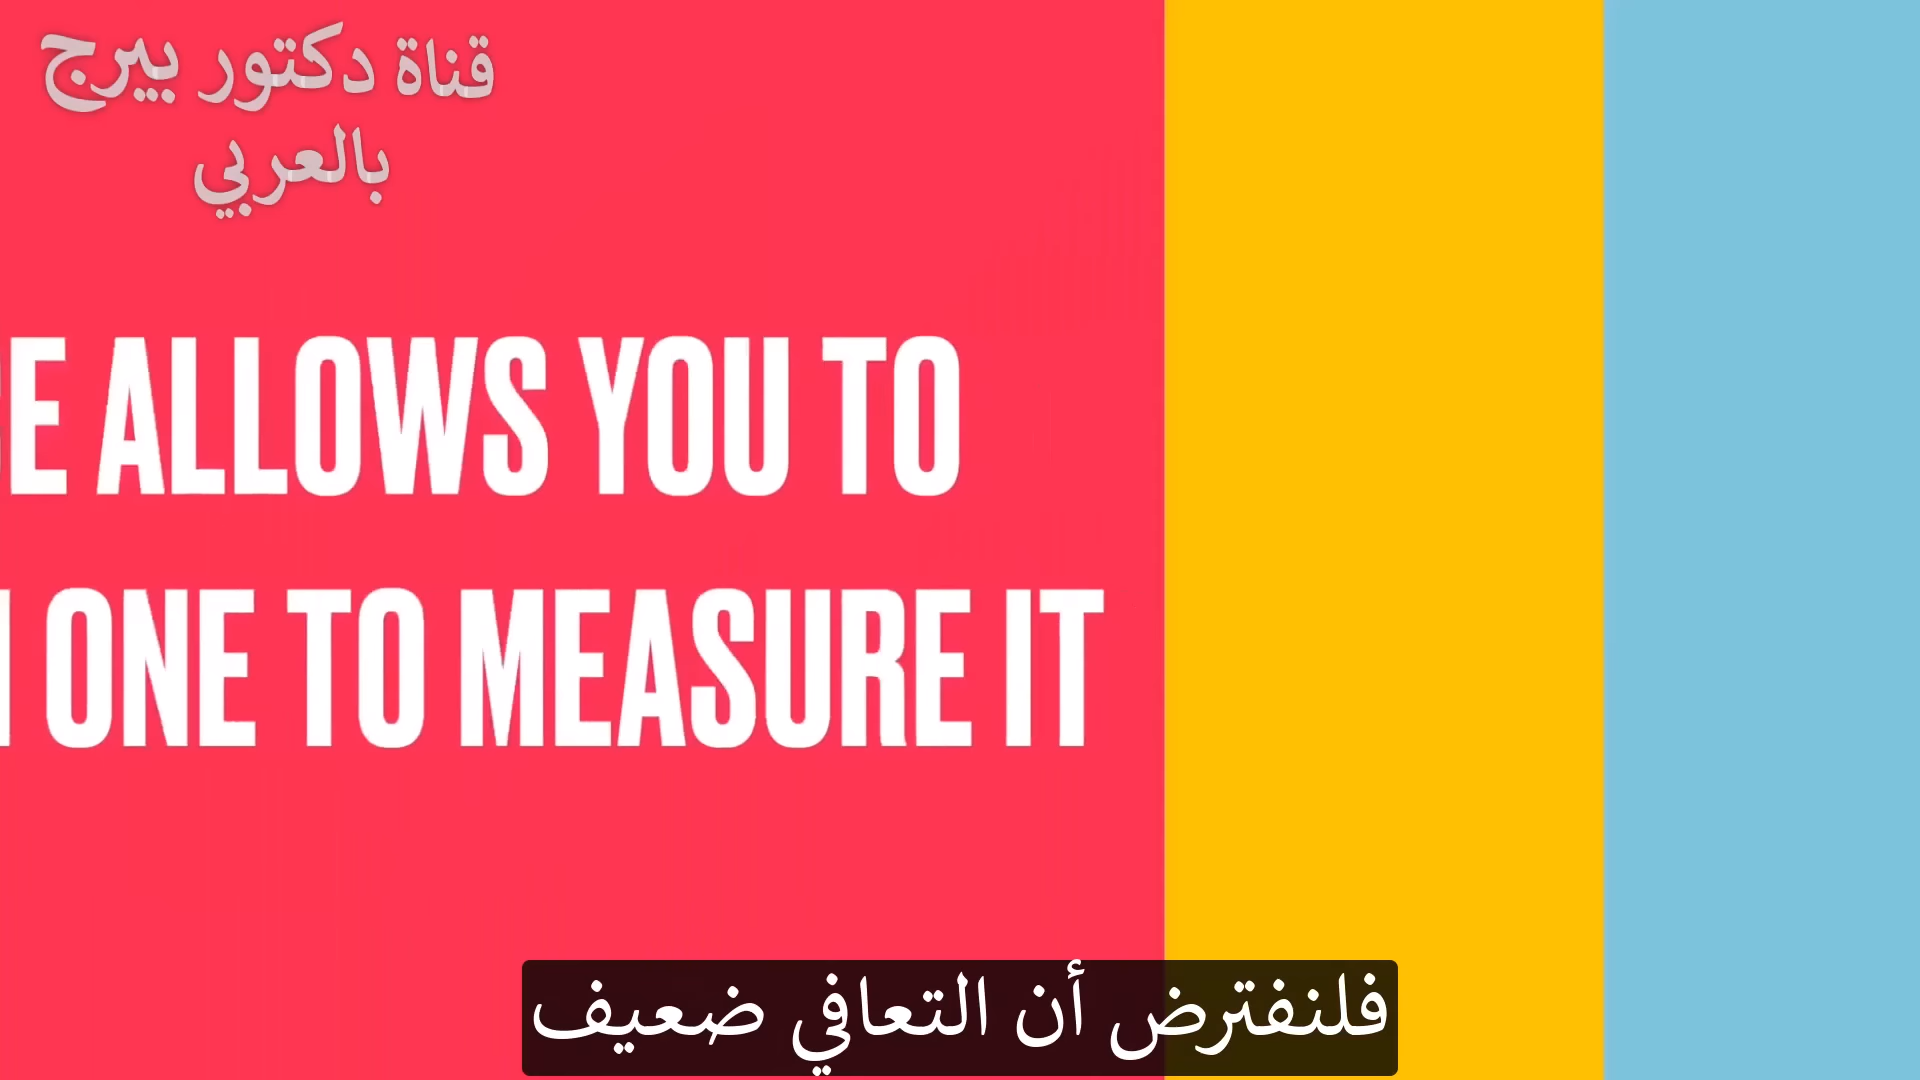 قناة دكتور بيرج
بالعربي
ALLOWS YOU TO
ONE TO MEASURE IT
فلنفترض أن التعافي ضعيف